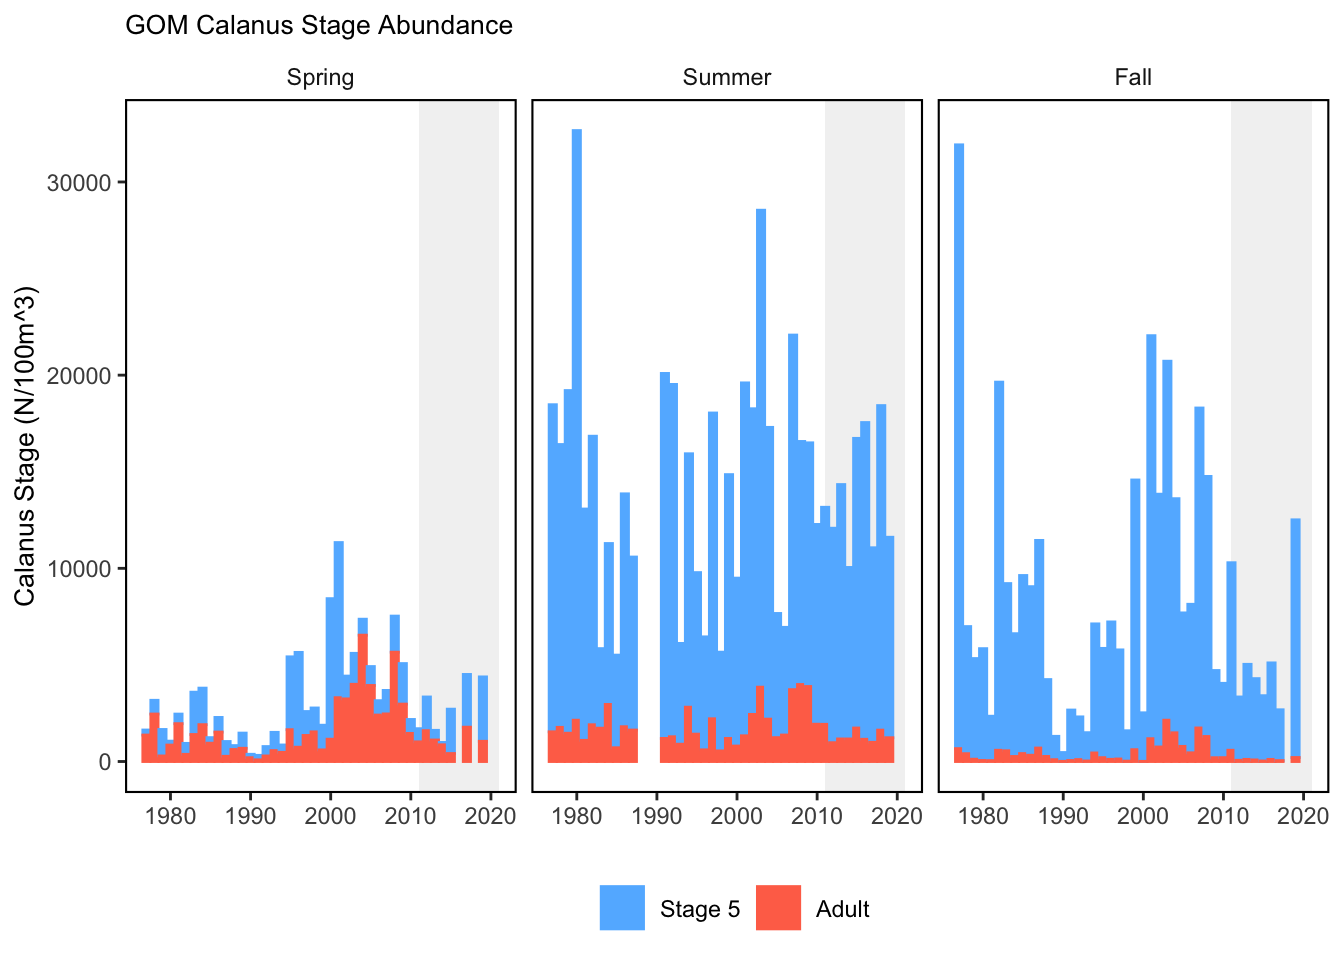 GOM Calanus Stage Abundance
Spring Summer Fall
Calanus Stage (N/100m^3)
30000
20000
10000
0
1980 1990 2000 2010 2020 1980 1990 2000 2010 2020 1980 1990 2000 2010 2020
Stage 5 Adult